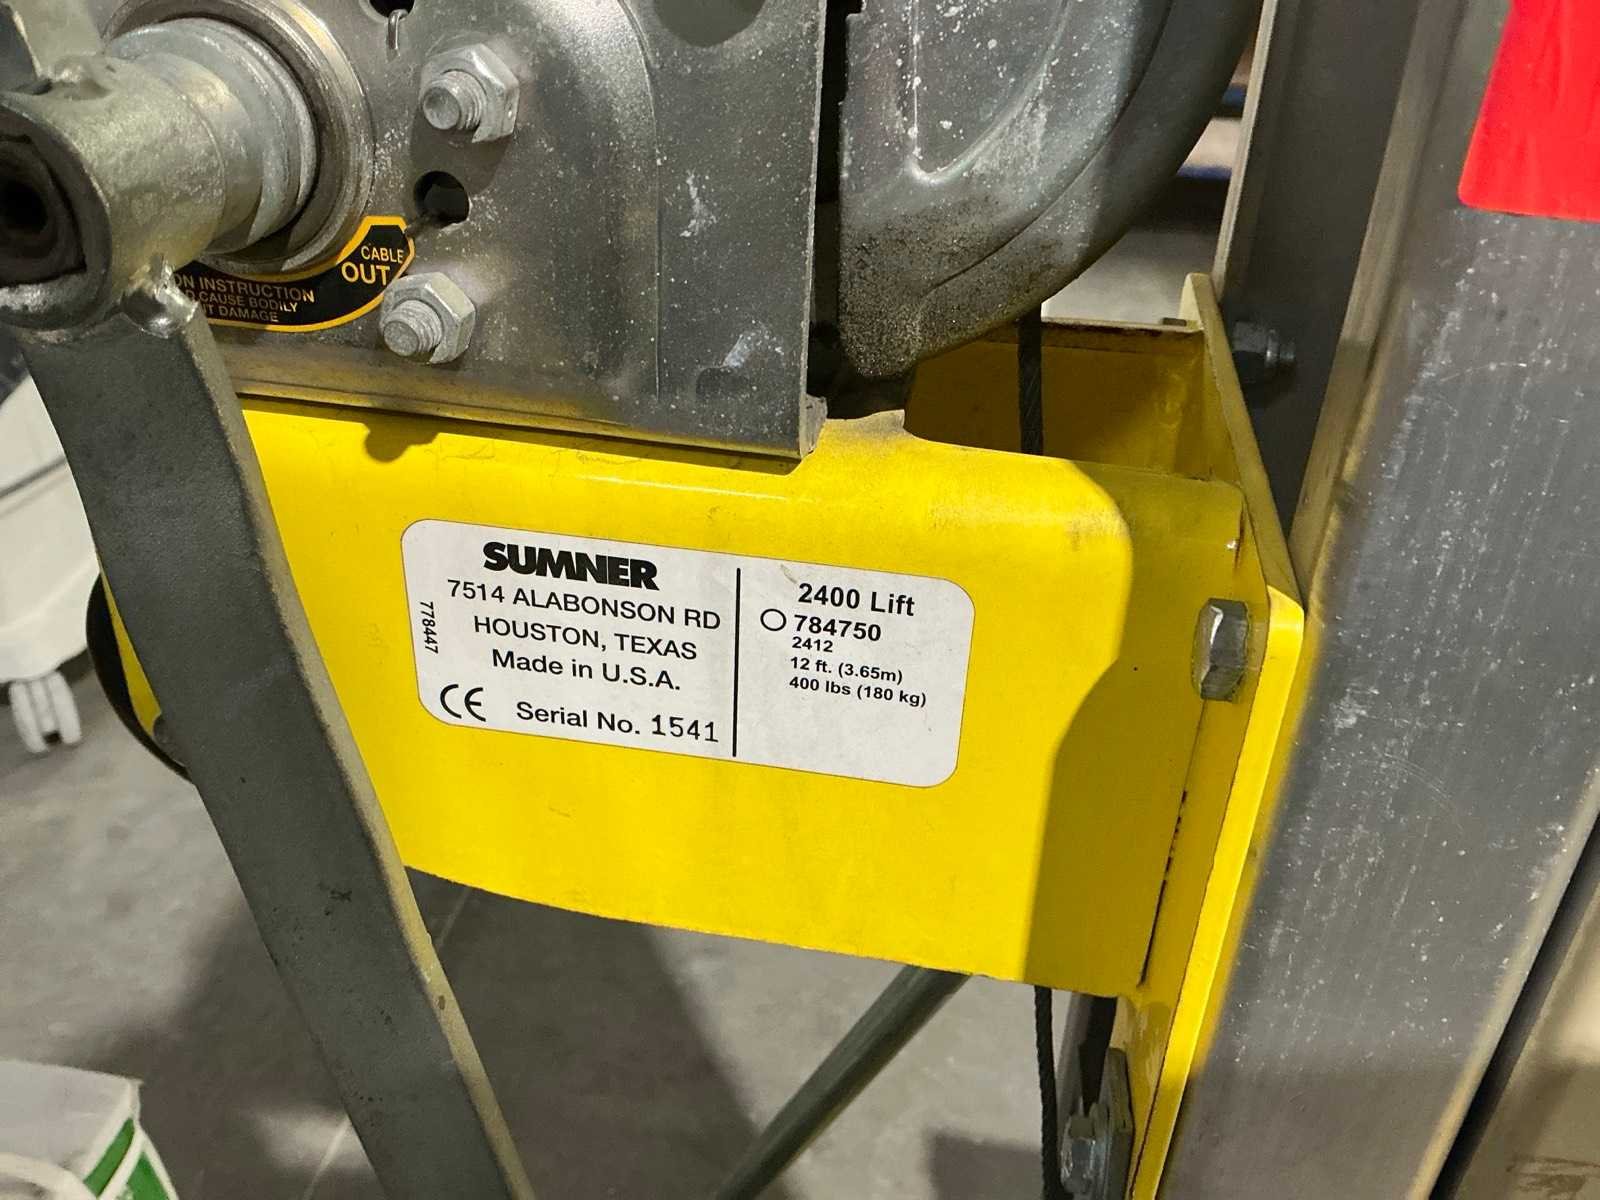 CABLE
OUT
ON INSTRUCTION
CAUSE BODILY
DAMAGE
SUMNER
7514 ALABONSON RD
HOUSTON, TEXAS
Made in U.S.A.
CE Serial No. 1541
778447
2400 Lift
784750
2412
12 ft. (3.65m)
400 lbs (180 kg)